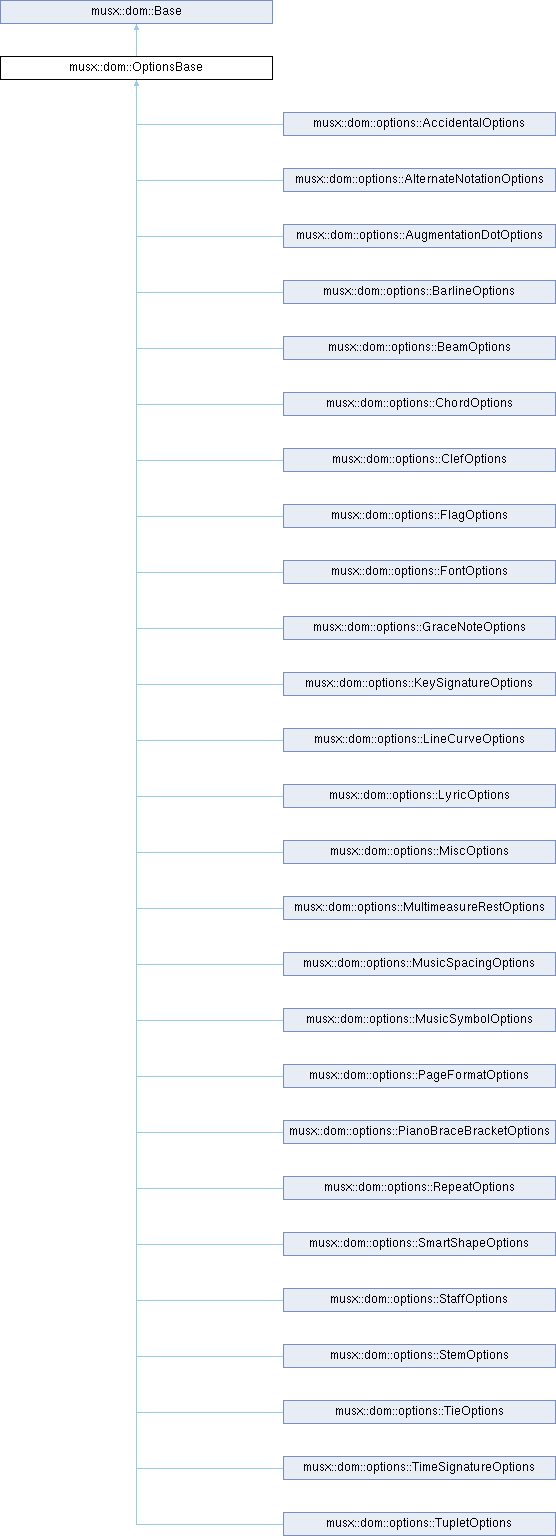 musx::dom::Base
musx::dom::OptionsBase
musx::dom::options::AccidentalOptions
musx::dom::options::AlternateNotationOptions
musx::dom::options::AugmentationDotOptions
musx::dom::options::BarlineOptions
musx::dom::options::BeamOptions
musx::dom::options::ChordOptions
musx::dom::options::ClefOptions
musx::dom::options::FlagOptions
musx::dom::options::FontOptions
musx::dom::options::GraceNoteOptions
musx::dom::options::KeySignatureOptions
musx::dom::options::LineCurveOptions
musx::dom::options::LyricOptions
musx::dom::options::MiscOptions
musx::dom::options::MultimeasureRestOptions
musx::dom::options::MusicSpacingOptions
musx::dom::options::MusicSymbolOptions
musx::dom::options::PageFormatOptions
musx::dom::options::PianoBraceBracketOptions
musx::dom::options::RepeatOptions
musx::dom::options::SmartShapeOptions
musx::dom::options::StaffOptions
musx::dom::options::StemOptions
musx::dom::options::TieOptions
musx::dom::options::TimeSignatureOptions
musx::dom::options::TupletOptions